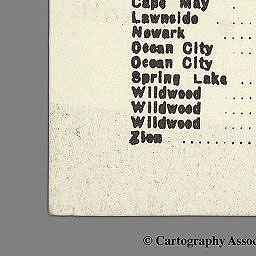 Cape May
Lawnside ...
Newark ....
Ocean City ..
Ocean City ..
Spring Lake ..
Wildwood ....
Wildwood ....
Wildwood ....
Zion ........
© Cartography Assoc